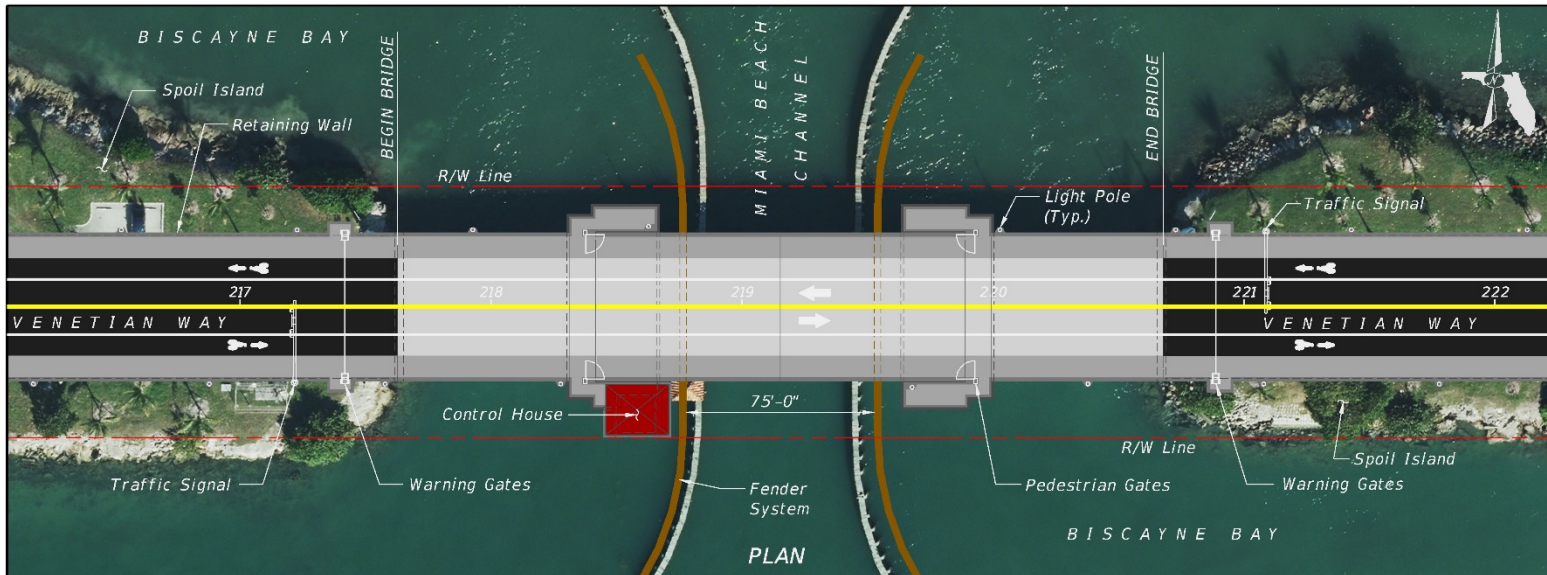 BISCAYNE BAY
Spoil Island
Retaining Wall
BEGIN BRIDGE
R/W Line
MIAMI BEACH
CHANNEL
END BRIDGE
N
Light Pole
(Typ.)
Traffic Signal
217
218
219
220
221
222
VENETIAN WAY
VENETIAN WAY
Control House
75'-0"
R/W Line
Spoil Island
Traffic Signal
Warning Gates
Fender
System
Pedestrian Gates
Warning Gates
BISCAYNE BAY
PLAN